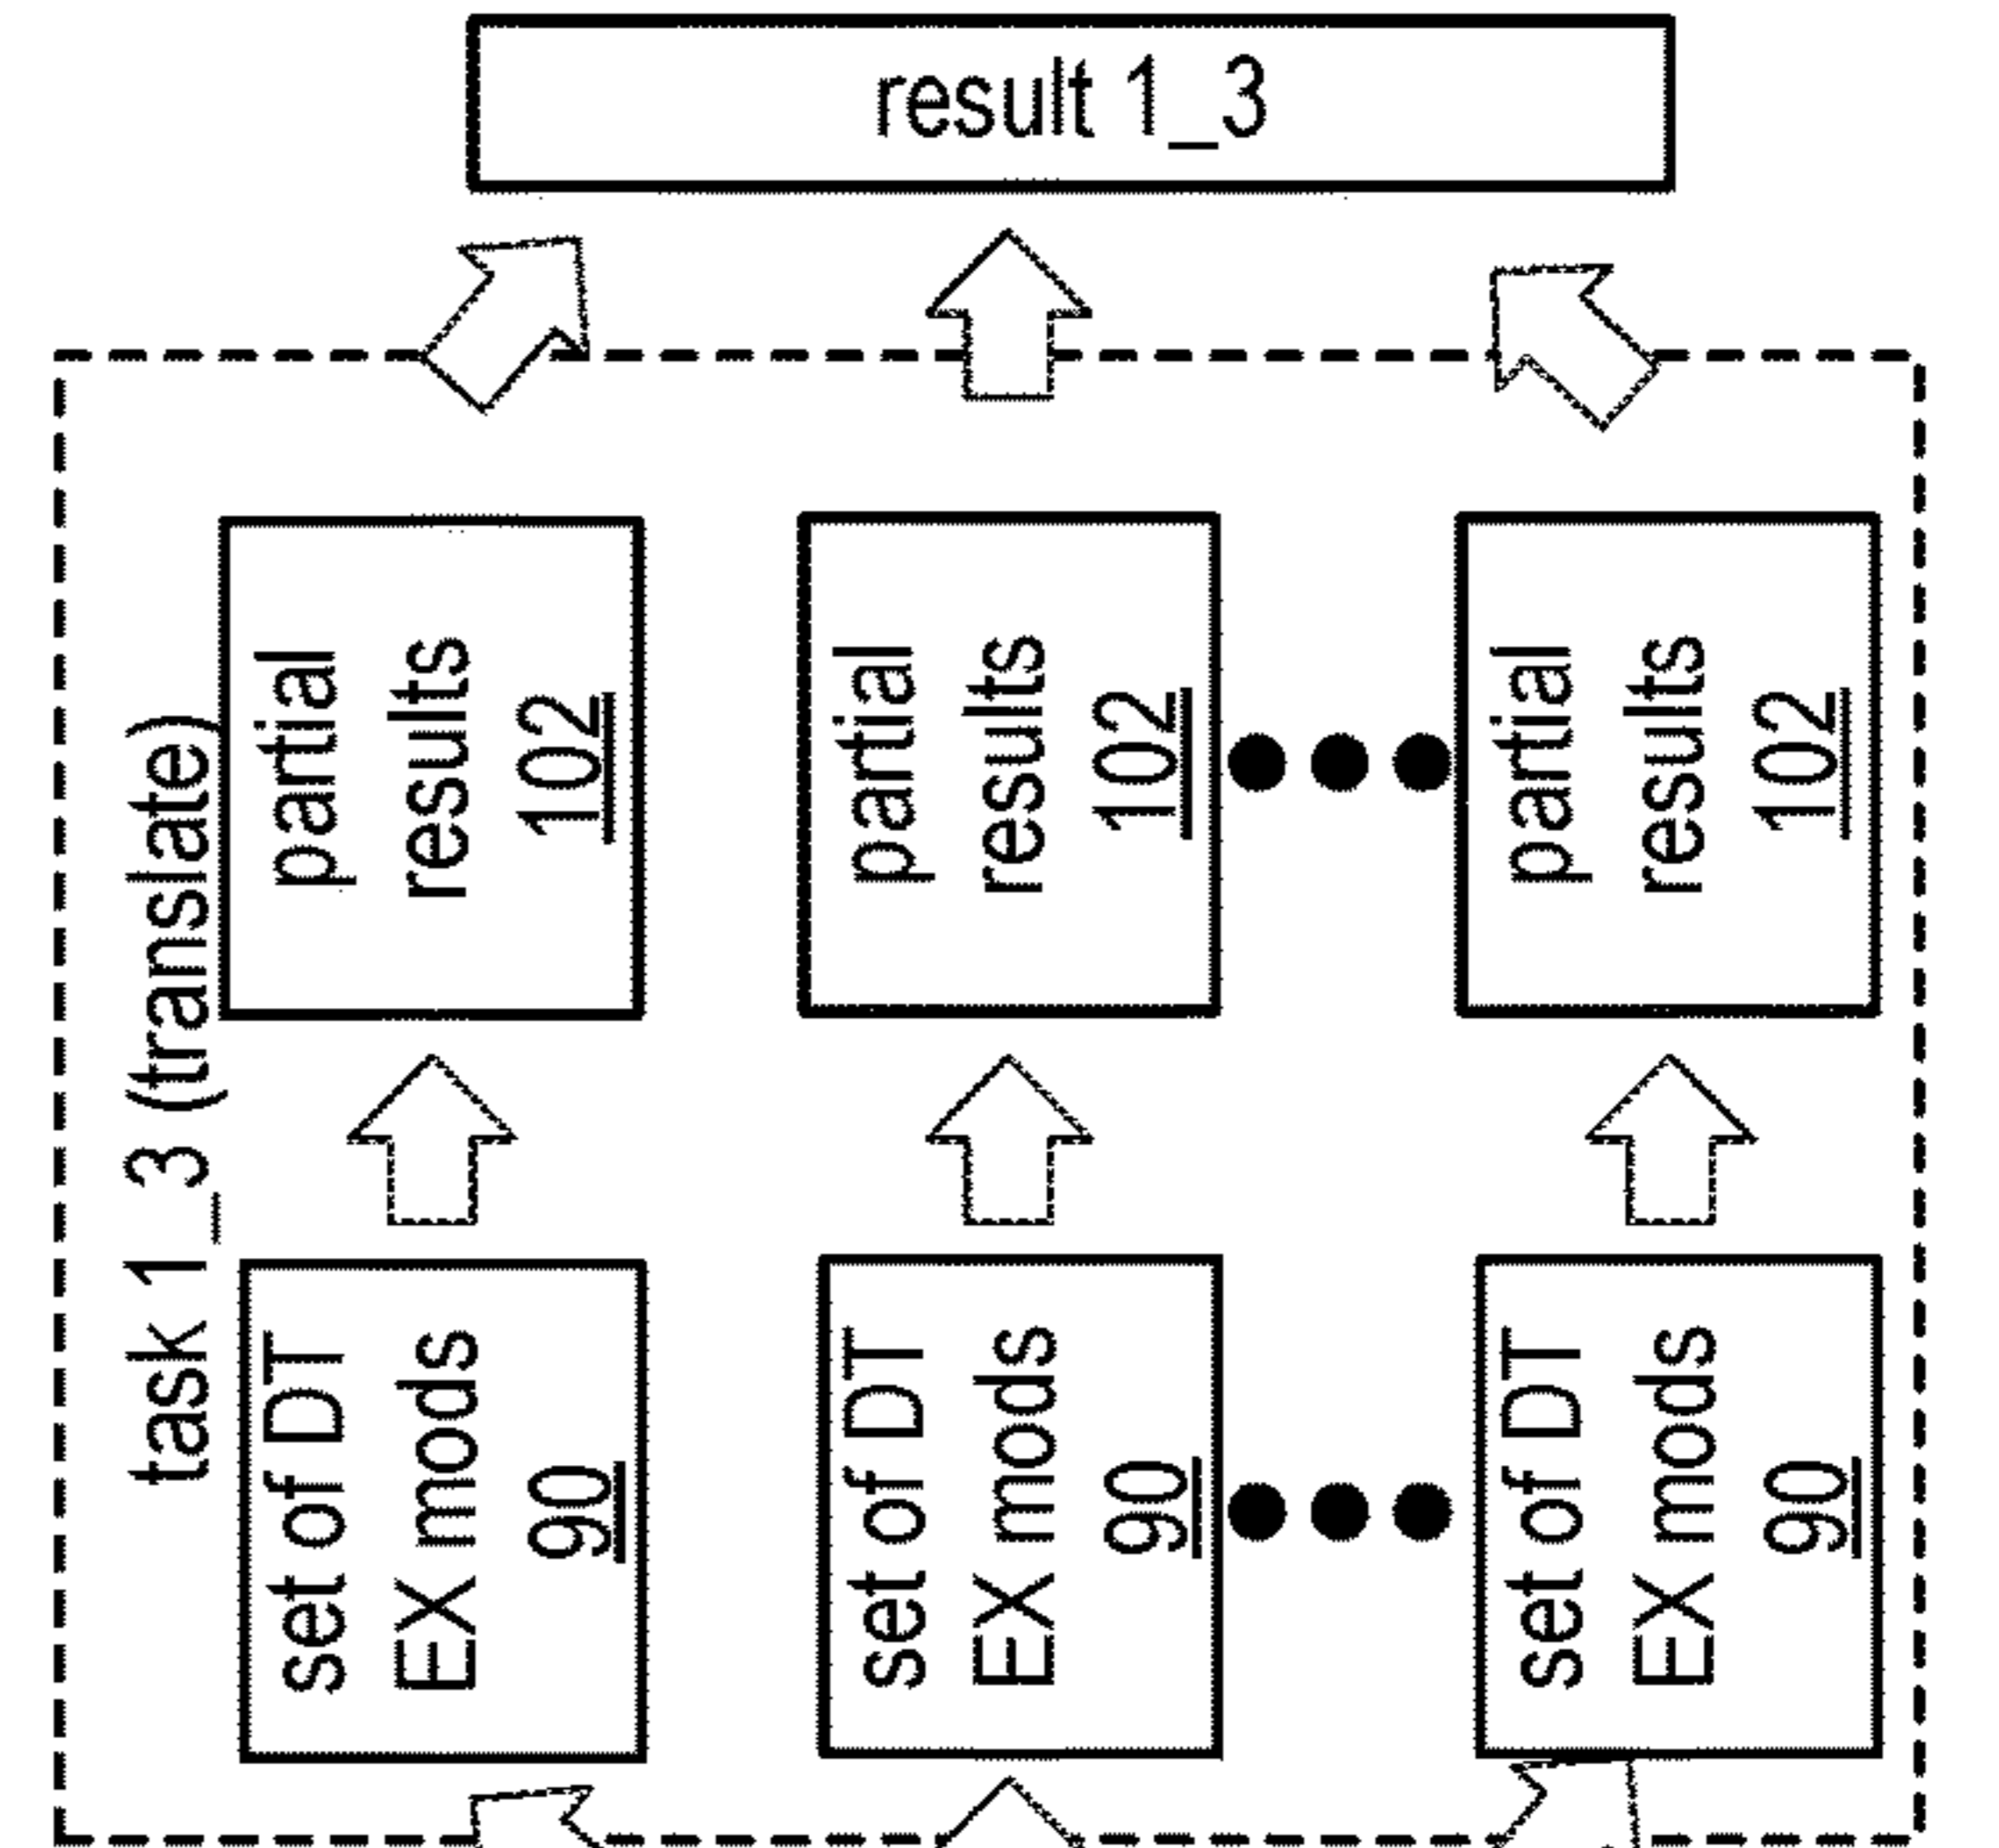 result 1_3
task 1_3 (translate)
partial
results
102
partial
results
102
partial
results
102
set of DT
EX mods
90
set of DT
EX mods
90
set of DT
EX mods
90